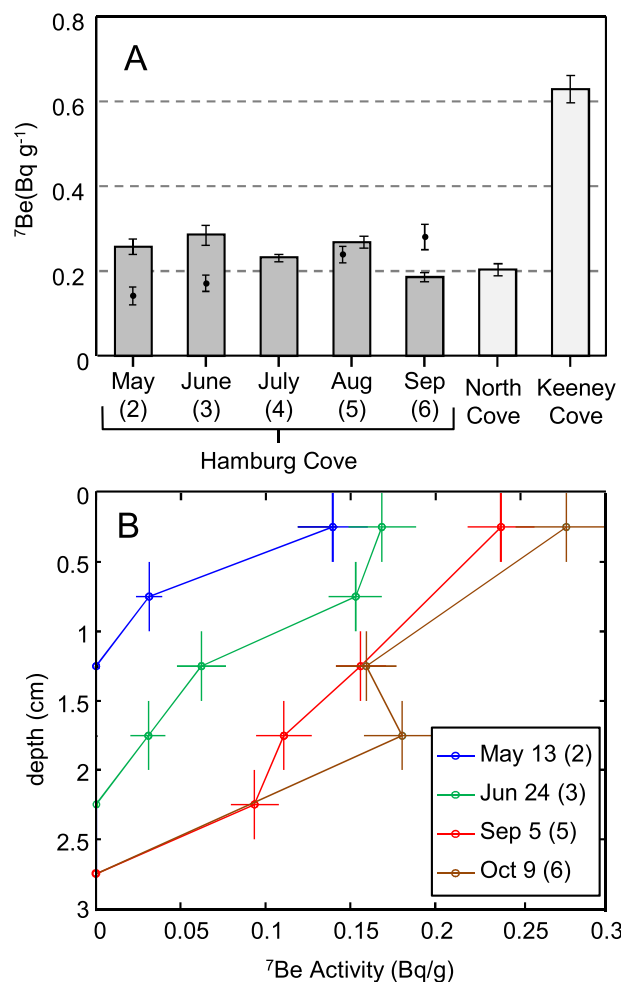 A
⁷Be(Bq g⁻¹)
0.8
0.6
0.4
0.2
0
May June July Aug Sep North Keeney
(2) (3) (4) (5) (6) Cove Cove
Hamburg Cove
B
depth (cm)
0
0.5
1
1.5
2
2.5
3
May 13 (2)
Jun 24 (3)
Sep 5 (5)
Oct 9 (6)
0 0.05 0.1 0.15 0.2 0.25 0.3
⁷Be Activity (Bq/g)